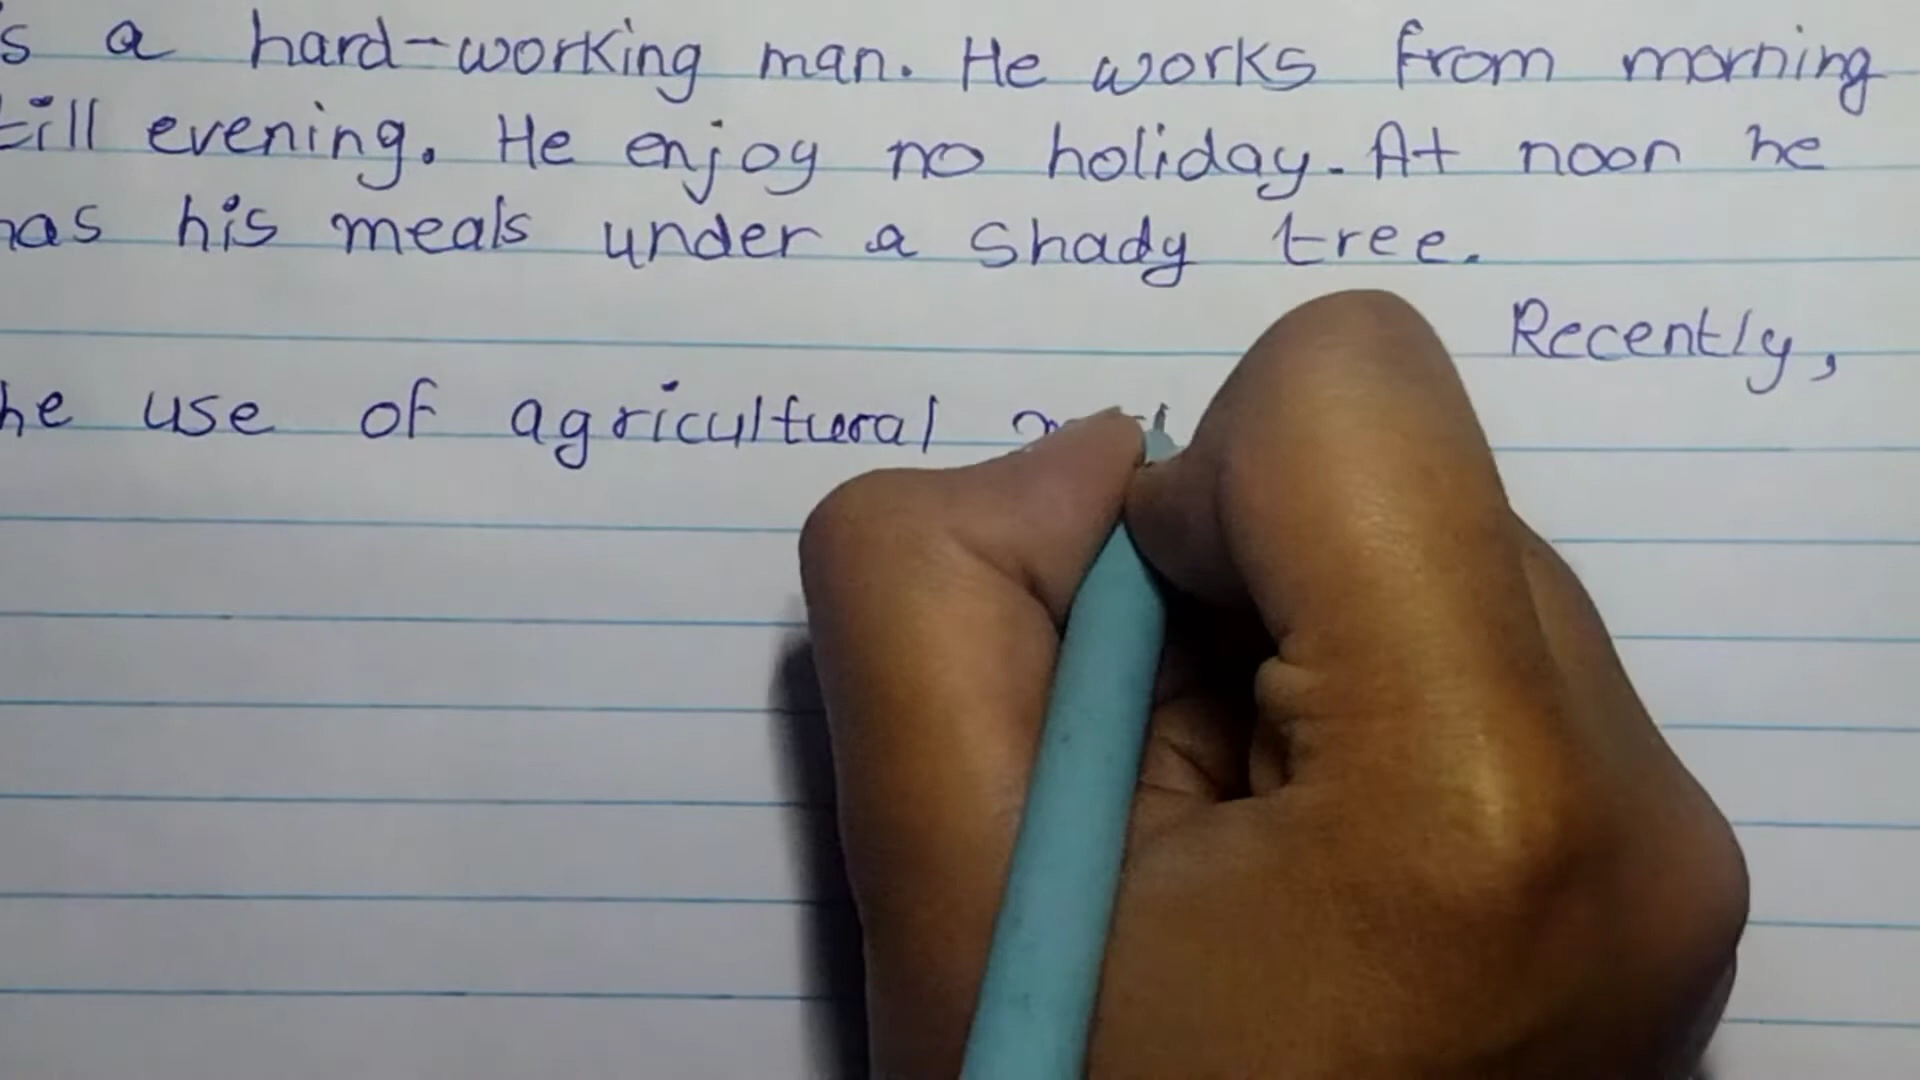 s a hard-working man. He works from morning
till evening. He enjoy no holiday. At noon he
has his meals under a shady tree.
Recently,
he use of agricultural